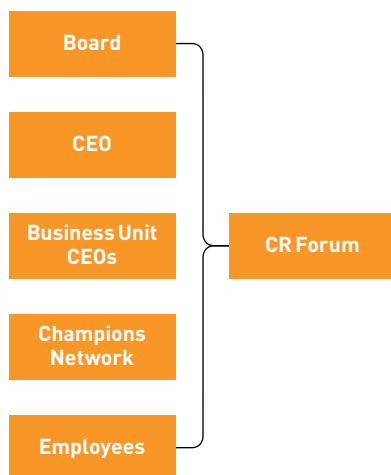 Board
CEO
Business Unit
CEOs
CR Forum
Champions
Network
Employees